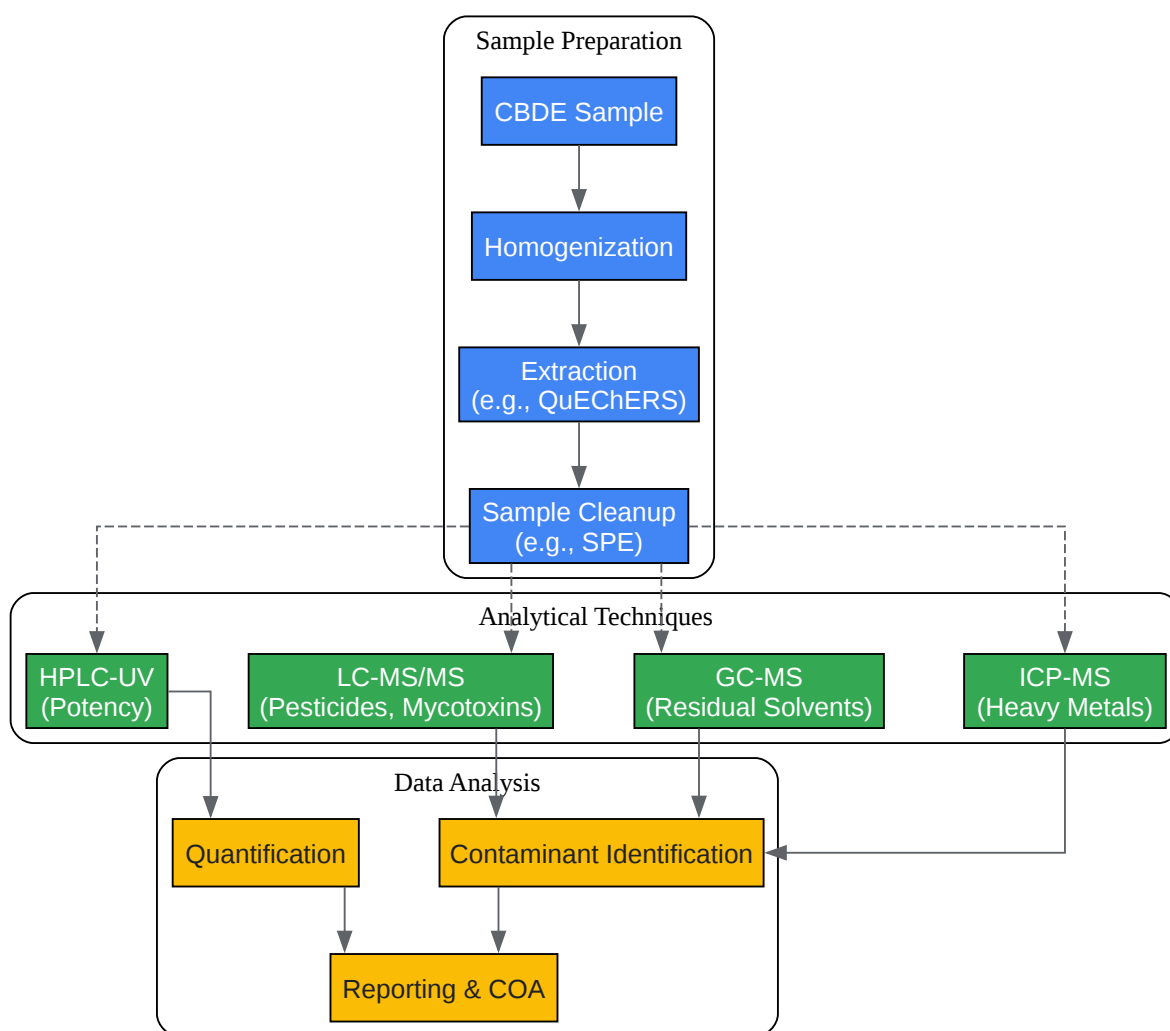 Sample Preparation
CBDE Sample
Homogenization
Extraction
(e.g., QuEChERS)
Sample Cleanup
(e.g., SPE)
Analytical Techniques
HPLC-UV
(Potency)
LC-MS/MS
(Pesticides, Mycotoxins)
GC-MS
(Residual Solvents)
ICP-MS
(Heavy Metals)
Data Analysis
Quantification
Contaminant Identification
Reporting & COA